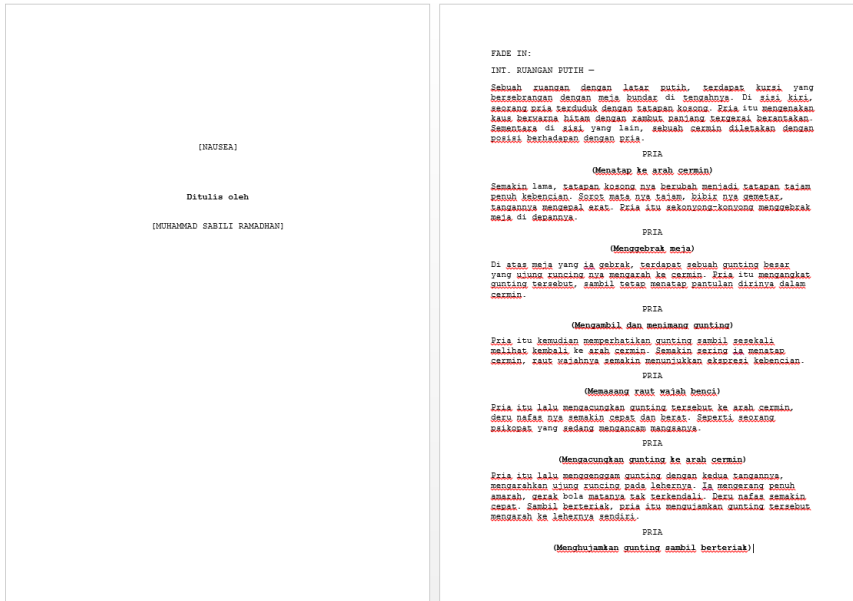 [NAUSEA]
Ditulis oleh
[MUHAMMAD SABILI RAMADHAN]
FADE IN:
INT. RUANGAN PUTIH —
Sebuah ruangan dengan latar putih, terdapat kursi yang
bersebrangan dengan meja bundar di tengahnya. Di sisi kiri,
seorang pria terduduk dengan tatapan kosong. Pria itu mengenakan
kaus berwarna hitam dengan rambut panjang tergerai berantakan.
Sementara di sisi yang lain, sebuah cermin diletakan dengan
posisi berhadapan dengan pria.
PRIA
(Menatap ke arah cermin)
Semakin lama, tatapan kosong nya berubah menjadi tatapan tajam
penuh kebencian. Sorot mata nya tajam, bibir nya gemetar,
tangannya mengepal erat. Pria itu sekonyong-konyong menggebrak
meja di depannya.
PRIA
(Menggebrak meja)
Di atas meja yang ia gebrak, terdapat sebuah gunting besar
yang ujung runcing nya mengarah ke cermin. Pria itu mengangkat
gunting tersebut, sambil tetap menatap pantulan dirinya dalam
cermin.
PRIA
(Mengambil dan menimang gunting)
Pria itu kemudian memperhatikan gunting sambil sesekali
melihat kembali ke arah cermin. Semakin sering ia menatap
cermin, raut wajahnya semakin menunjukkan ekspresi kebencian.
PRIA
(Memasang raut wajah benci)
Pria itu lalu mengacungkan gunting tersebut ke arah cermin,
deru nafas nya semakin cepat dan berat. Seperti seorang
psikopat yang sedang mengancam mangsanya.
PRIA
(Mengacungkan gunting ke arah cermin)
Pria itu lalu menggenggam gunting dengan kedua tangannya,
mengarahkan ujung runcing pada lehernya. Ia mengerang penuh
amarah, gerak bola matanya tak terkendali. Deru nafas semakin
cepat. Sambil berteriak, pria itu mengujamkan gunting tersebut
mengarah ke lehernya sendiri.
PRIA
(Menghujamkan gunting sambil berteriak)